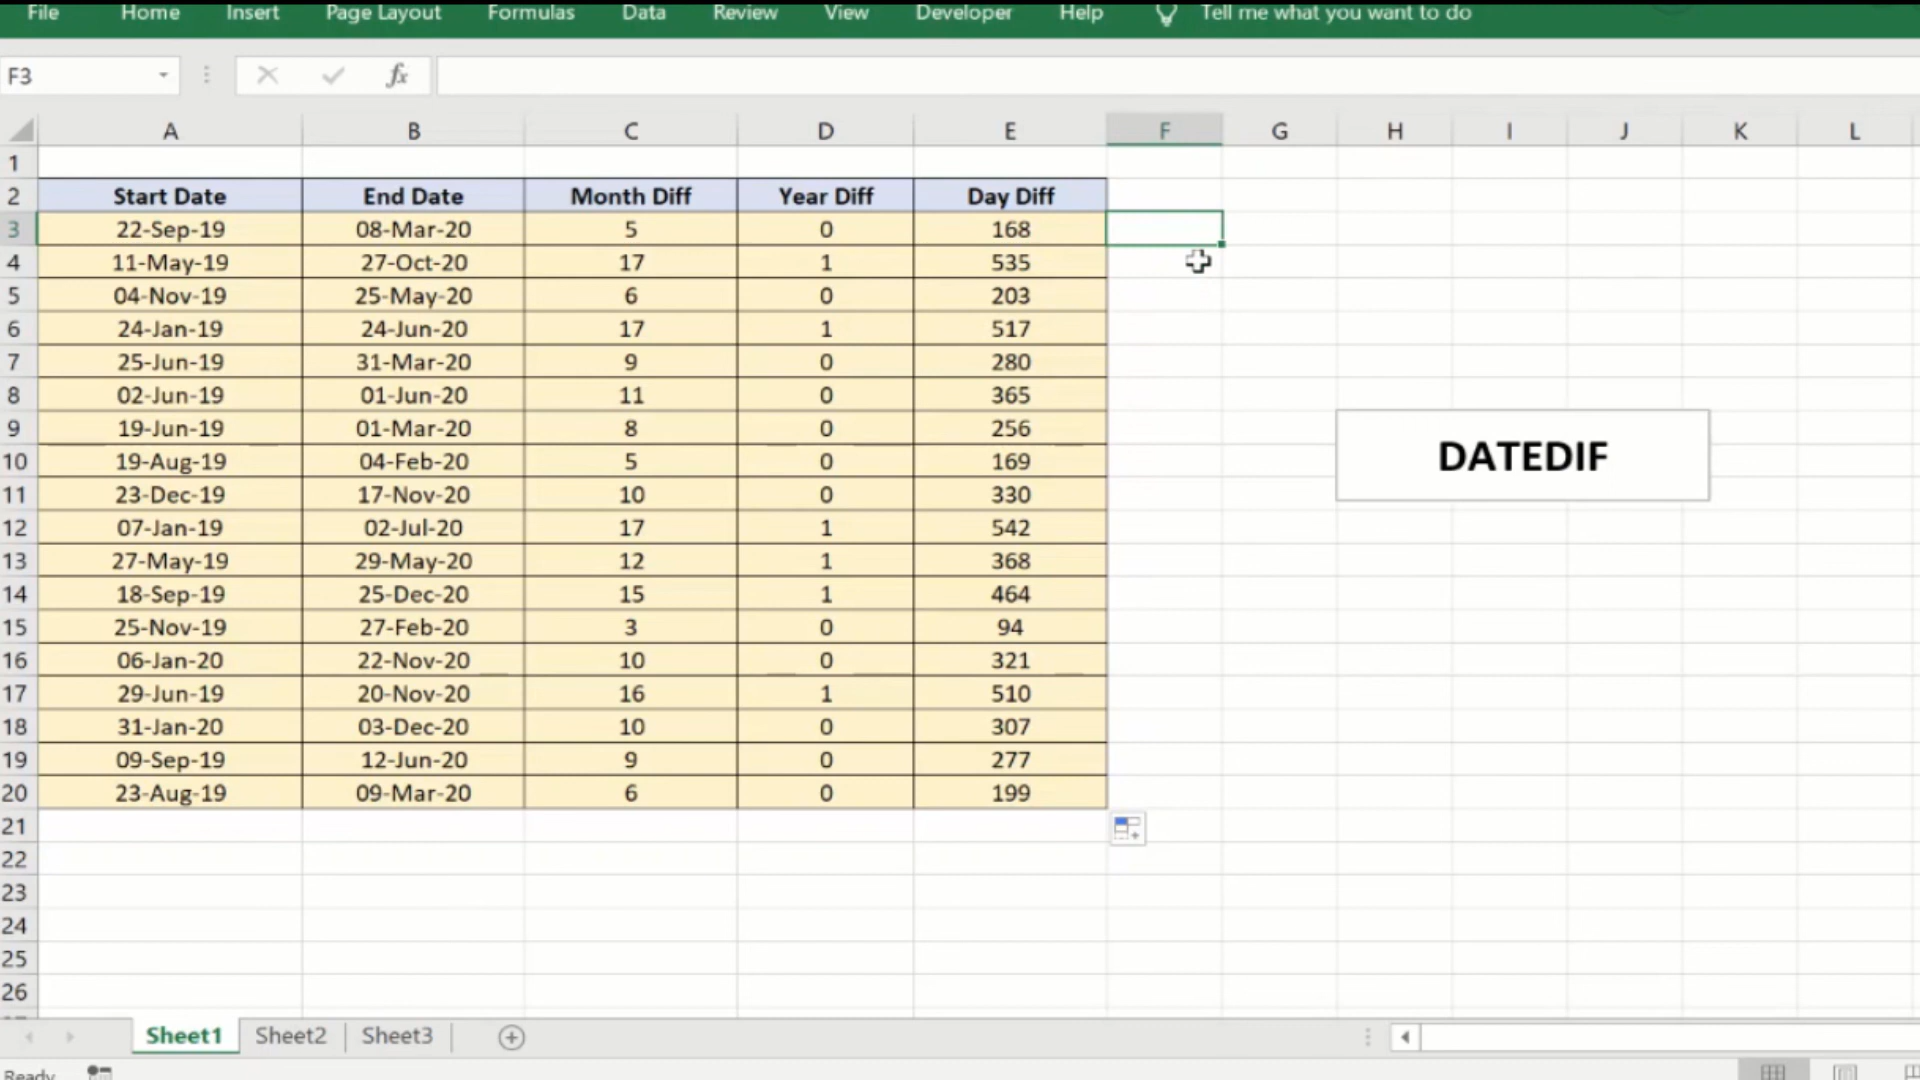 File Home Insert Page Layout Formulas Data Review View Developer Help Tell me what you want to do
F3 fx
A B C D E F G H I J K L
1
2 Start Date End Date Month Diff Year Diff Day Diff
3 22-Sep-19 08-Mar-20 5 0 168
4 11-May-19 27-Oct-20 17 1 535
5 04-Nov-19 25-May-20 6 0 203
6 24-Jan-19 24-Jun-20 17 1 517
7 25-Jun-19 31-Mar-20 9 0 280
8 02-Jun-19 01-Jun-20 11 0 365
9 19-Jun-19 01-Mar-20 8 0 256
DATEDIF
10 19-Aug-19 04-Feb-20 5 0 169
11 23-Dec-19 17-Nov-20 10 0 330
12 07-Jan-19 02-Jul-20 17 1 542
13 27-May-19 29-May-20 12 1 368
14 18-Sep-19 25-Dec-20 15 1 464
15 25-Nov-19 27-Feb-20 3 0 94
16 06-Jan-20 22-Nov-20 10 0 321
17 29-Jun-19 20-Nov-20 16 1 510
18 31-Jan-20 03-Dec-20 10 0 307
19 09-Sep-19 12-Jun-20 9 0 277
20 23-Aug-19 09-Mar-20 6 0 199
21
22
23
24
25
26
Sheet1 Sheet2 Sheet3
Ready